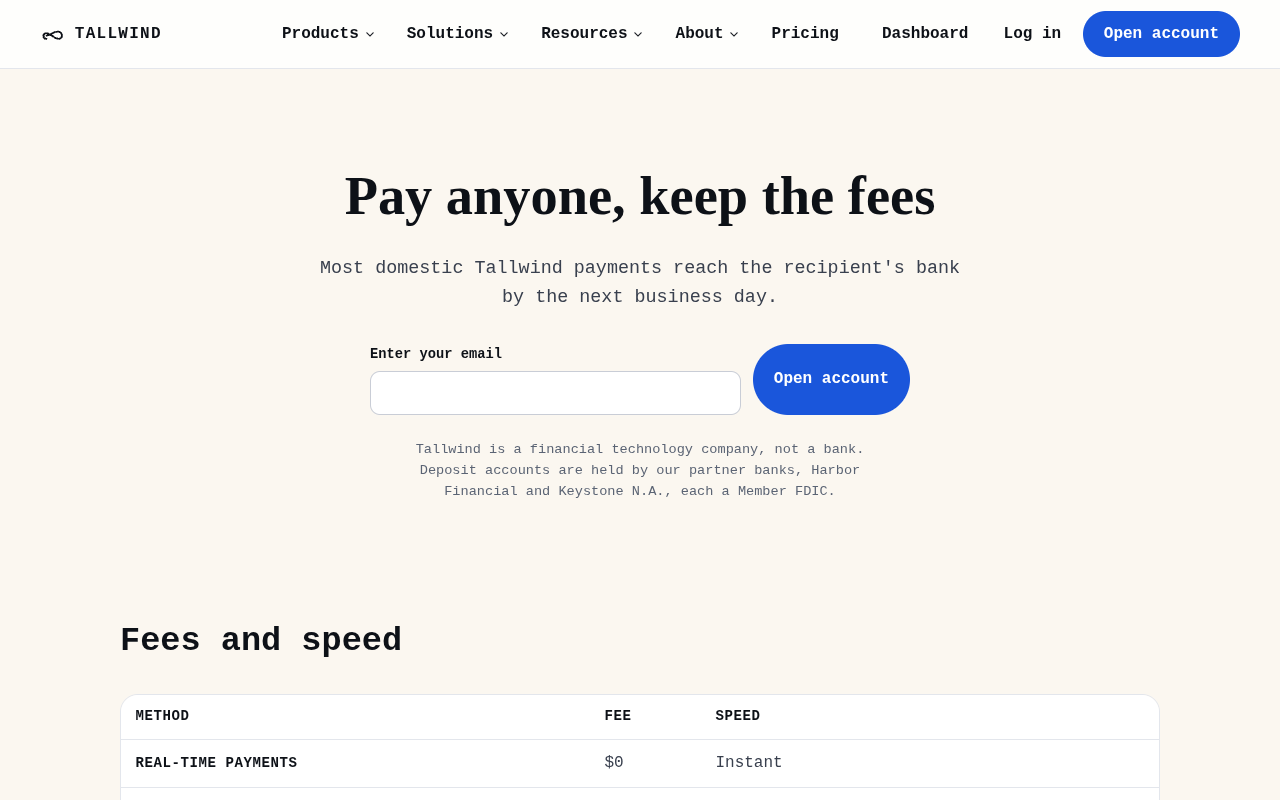 TALLWIND
Products
Solutions
Resources
About
Pricing
Dashboard
Log in
Open account
Pay anyone, keep the fees
Most domestic Tallwind payments reach the recipient's bank
by the next business day.
Enter your email
Open account
Tallwind is a financial technology company, not a bank.
Deposit accounts are held by our partner banks, Harbor
Financial and Keystone N.A., each a Member FDIC.
Fees and speed
METHOD FEE SPEED
REAL-TIME PAYMENTS $0 Instant